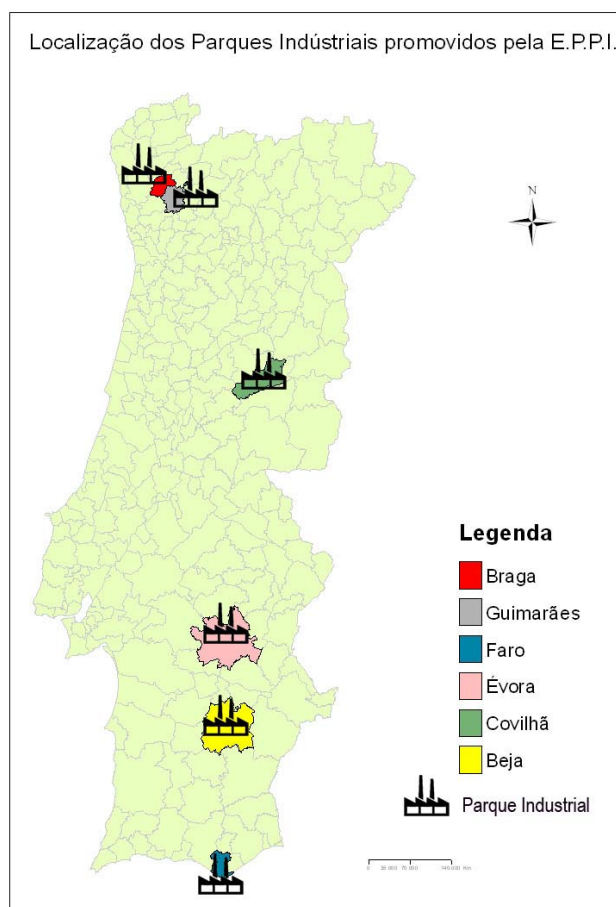 Localização dos Parques Indústriais promovidos pela E.P.P.I.
N
Legenda
Braga
Guimarães
Faro
Évora
Covilhã
Beja
Parque Industrial